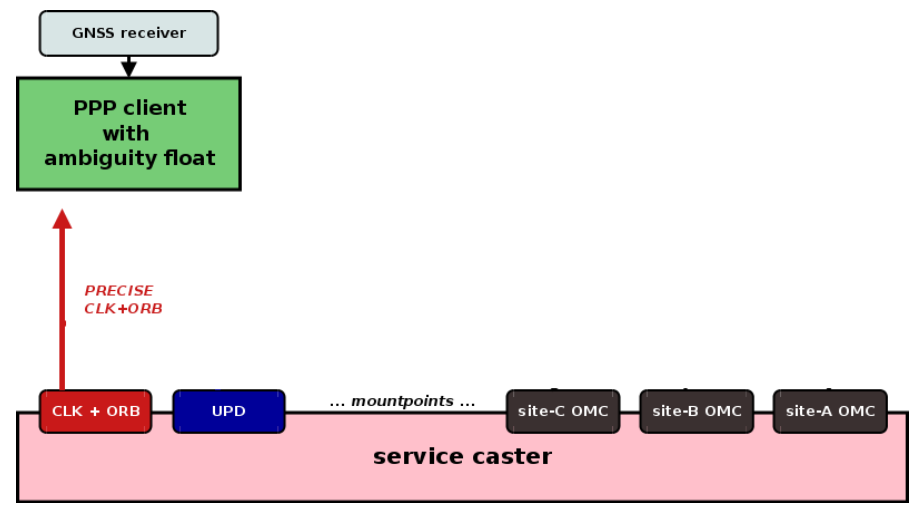 GNSS receiver
PPP client
with
ambiguity float
PRECISE
CLK+ORB
CLK + ORB
UPD
... mountpoints ...
site-C OMC
site-B OMC
site-A OMC
service caster